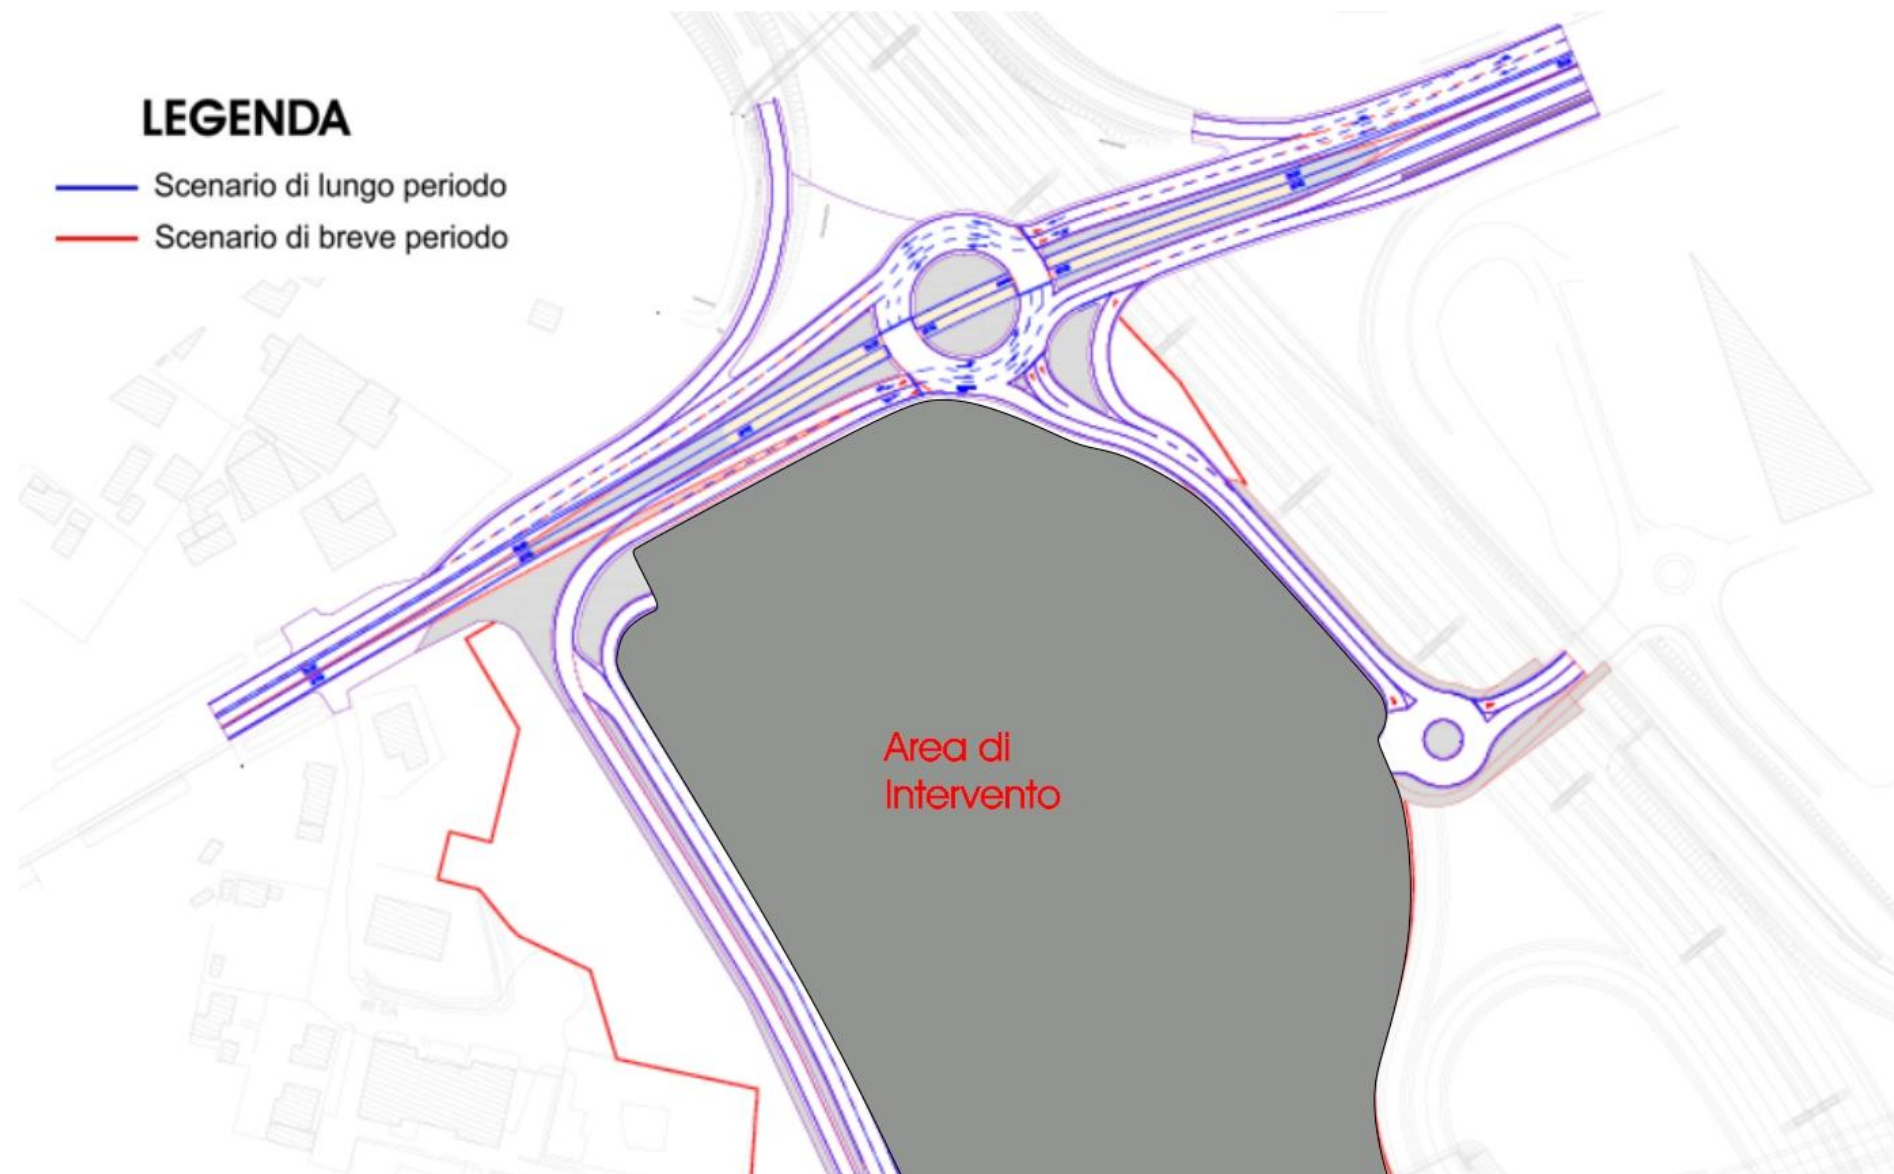 LEGENDA
Scenario di lungo periodo
Scenario di breve periodo
Area di
Intervento